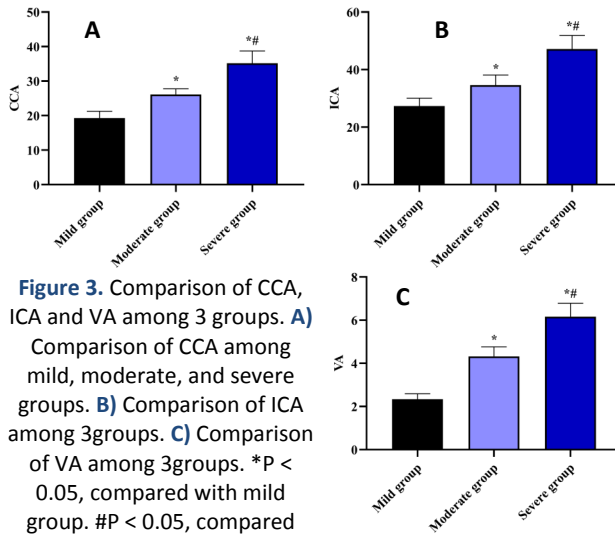 A
50
40
30
20
10
0
CCA
*
*#
Mild group
Moderate group
Severe group
B
60
40
20
0
ICA
*
*#
Mild group
Moderate group
Severe group
C
8
6
4
2
0
VA
*
*#
Mild group
Moderate group
Severe group
Figure 3. Comparison of CCA,
ICA and VA among 3 groups. A)
Comparison of CCA among
mild, moderate, and severe
groups. B) Comparison of ICA
among 3groups. C) Comparison
of VA among 3groups. *P <
0.05, compared with mild
group. #P < 0.05, compared